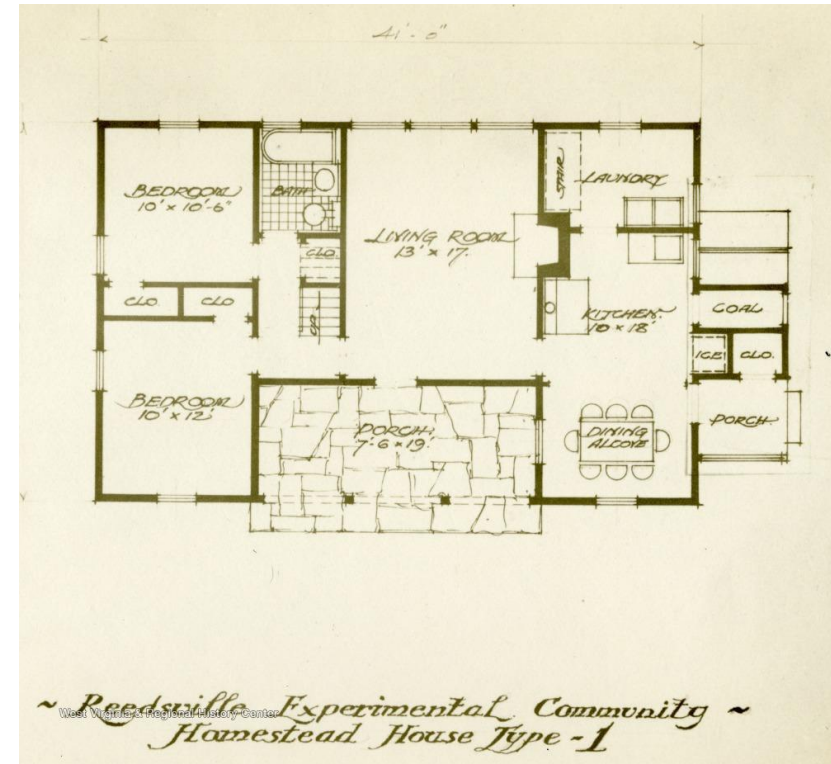 41'-0"
BEDROOM
10' × 10'-6"
BATH
LIVING ROOM
13' × 17'
STAIR
LAUNDRY
CLO
CLO
CLO
UP
KITCHEN
10 × 18'
COAL
ICE
CLO.
BEDROOM
10' × 12'
PORCH
7'-6 × 19'
DINING
ALCOVE
PORCH
~ Reedsville Experimental Community ~
Homestead House Type - 1
West Virginia & Regional History Center